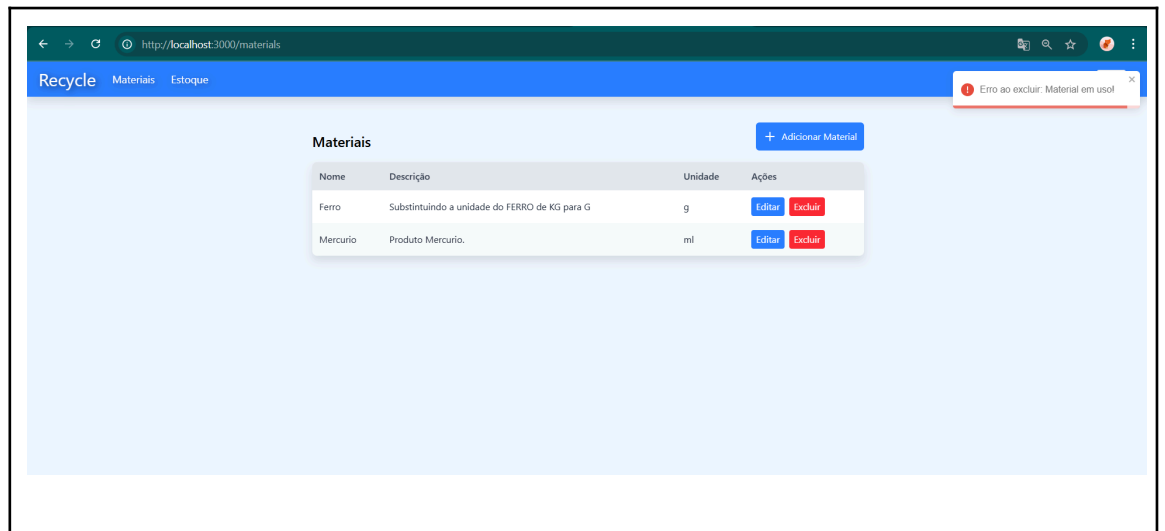 http://localhost:3000/materials
Recycle Materiais Estoque
Erro ao excluir: Material em uso!
Materiais
Adicionar Material
Nome Descrição Unidade Ações
Ferro Substintuindo a unidade do FERRO de KG para G g Editar Excluir
Mercurio Produto Mercurio. ml Editar Excluir